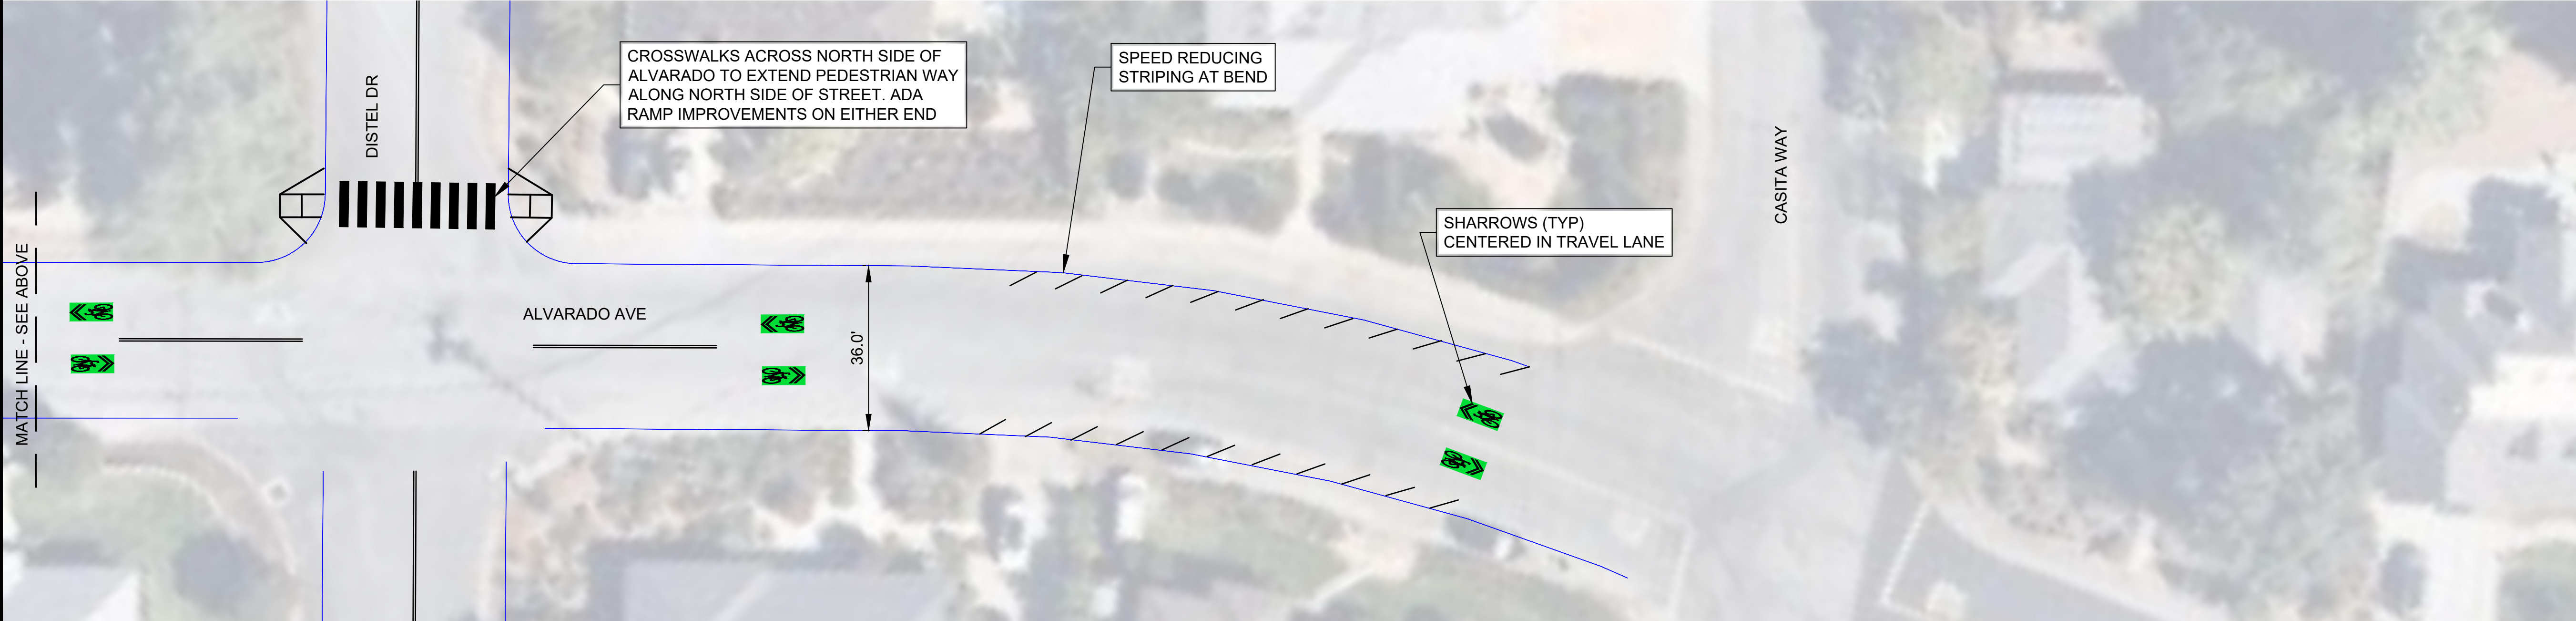 CROSSWALKS ACROSS NORTH SIDE OF
ALVARADO TO EXTEND PEDESTRIAN WAY
ALONG NORTH SIDE OF STREET. ADA
RAMP IMPROVEMENTS ON EITHER END
SPEED REDUCING
STRIPING AT BEND
DISTEL DR
CASITA WAY
SHARROWS (TYP)
CENTERED IN TRAVEL LANE
MATCH LINE - SEE ABOVE
ALVARADO AVE
36.0'